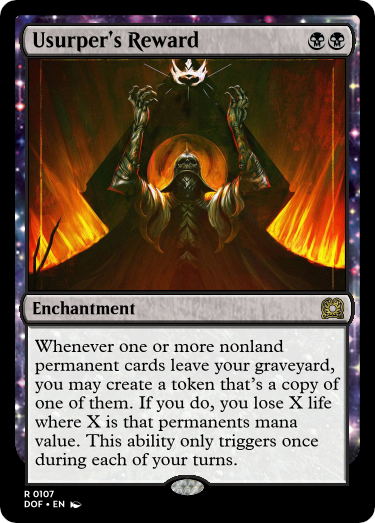 Usurper's Reward
Enchantment
Whenever one or more nonland
permanent cards leave your graveyard,
you may create a token that's a copy of
one of them. If you do, you lose X life
where X is that permanents mana
value. This ability only triggers once
during each of your turns.
R 0107
DOF • EN